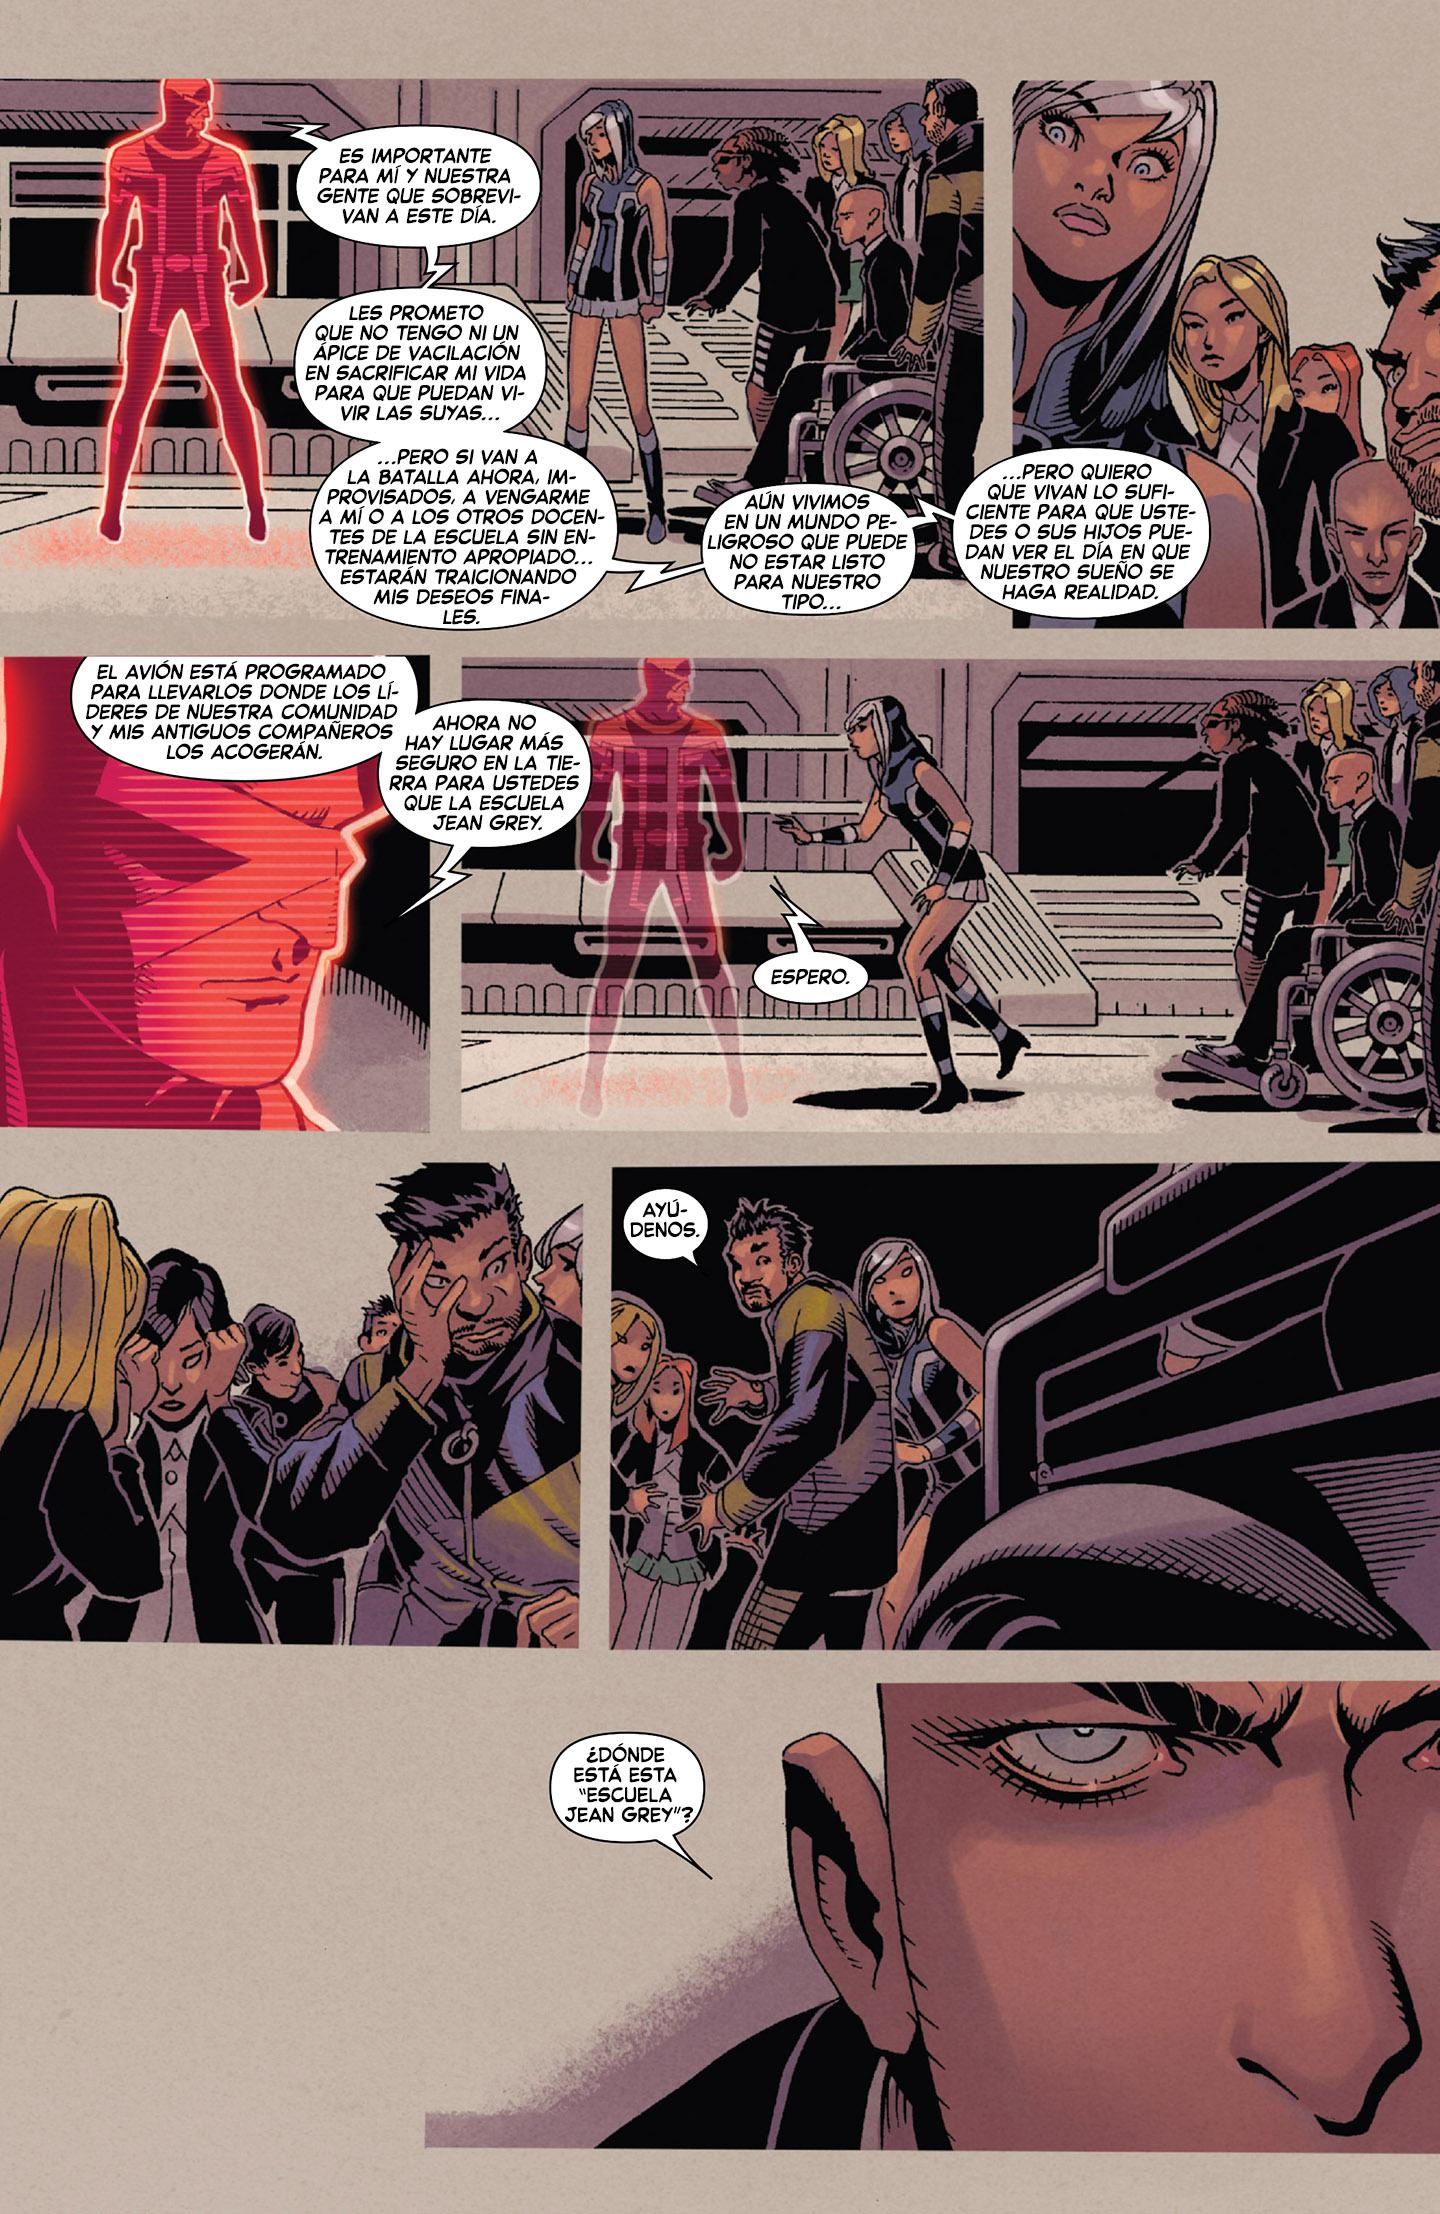 ES IMPORTANTE
PARA MÍ Y NUESTRA
GENTE QUE SOBREVI-
VAN A ESTE DÍA.
LES PROMETO
QUE NO TENGO NI UN
ÁPICE DE VACILACIÓN
EN SACRIFICAR MI VIDA
PARA QUE PUEDAN VI-
VIR LAS SUYAS...
...PERO SI VAN A
LA BATALLA AHORA, IM-
PROVISADOS, A VENGARME
A MÍ O A LOS OTROS DOCEN-
TES DE LA ESCUELA SIN EN-
TRENAMIENTO APROPIADO...
ESTARÁN TRAICIONANDO
MIS DESEOS FINA-
LES.
AÚN VIVIMOS
EN UN MUNDO PE-
LIGROSO QUE PUEDE
NO ESTAR LISTO
PARA NUESTRO
TIPO...
...PERO QUIERO
QUE VIVAN LO SUFI-
CIENTE PARA QUE USTE-
DES O SUS HIJOS PUE-
DAN VER EL DÍA EN QUE
NUESTRO SUEÑO SE
HAGA REALIDAD.
EL AVIÓN ESTÁ PROGRAMADO
PARA LLEVARLOS DONDE LOS LÍ-
DERES DE NUESTRA COMUNIDAD
Y MIS ANTIGUOS COMPAÑEROS
LOS ACOGERÁN.
AHORA NO
HAY LUGAR MÁS
SEGURO EN LA TIE-
RRA PARA USTEDES
QUE LA ESCUELA
JEAN GREY.
ESPERO.
AYÚ-
DENOS.
¿DÓNDE
ESTÁ ESTA
"ESCUELA
JEAN GREY"?